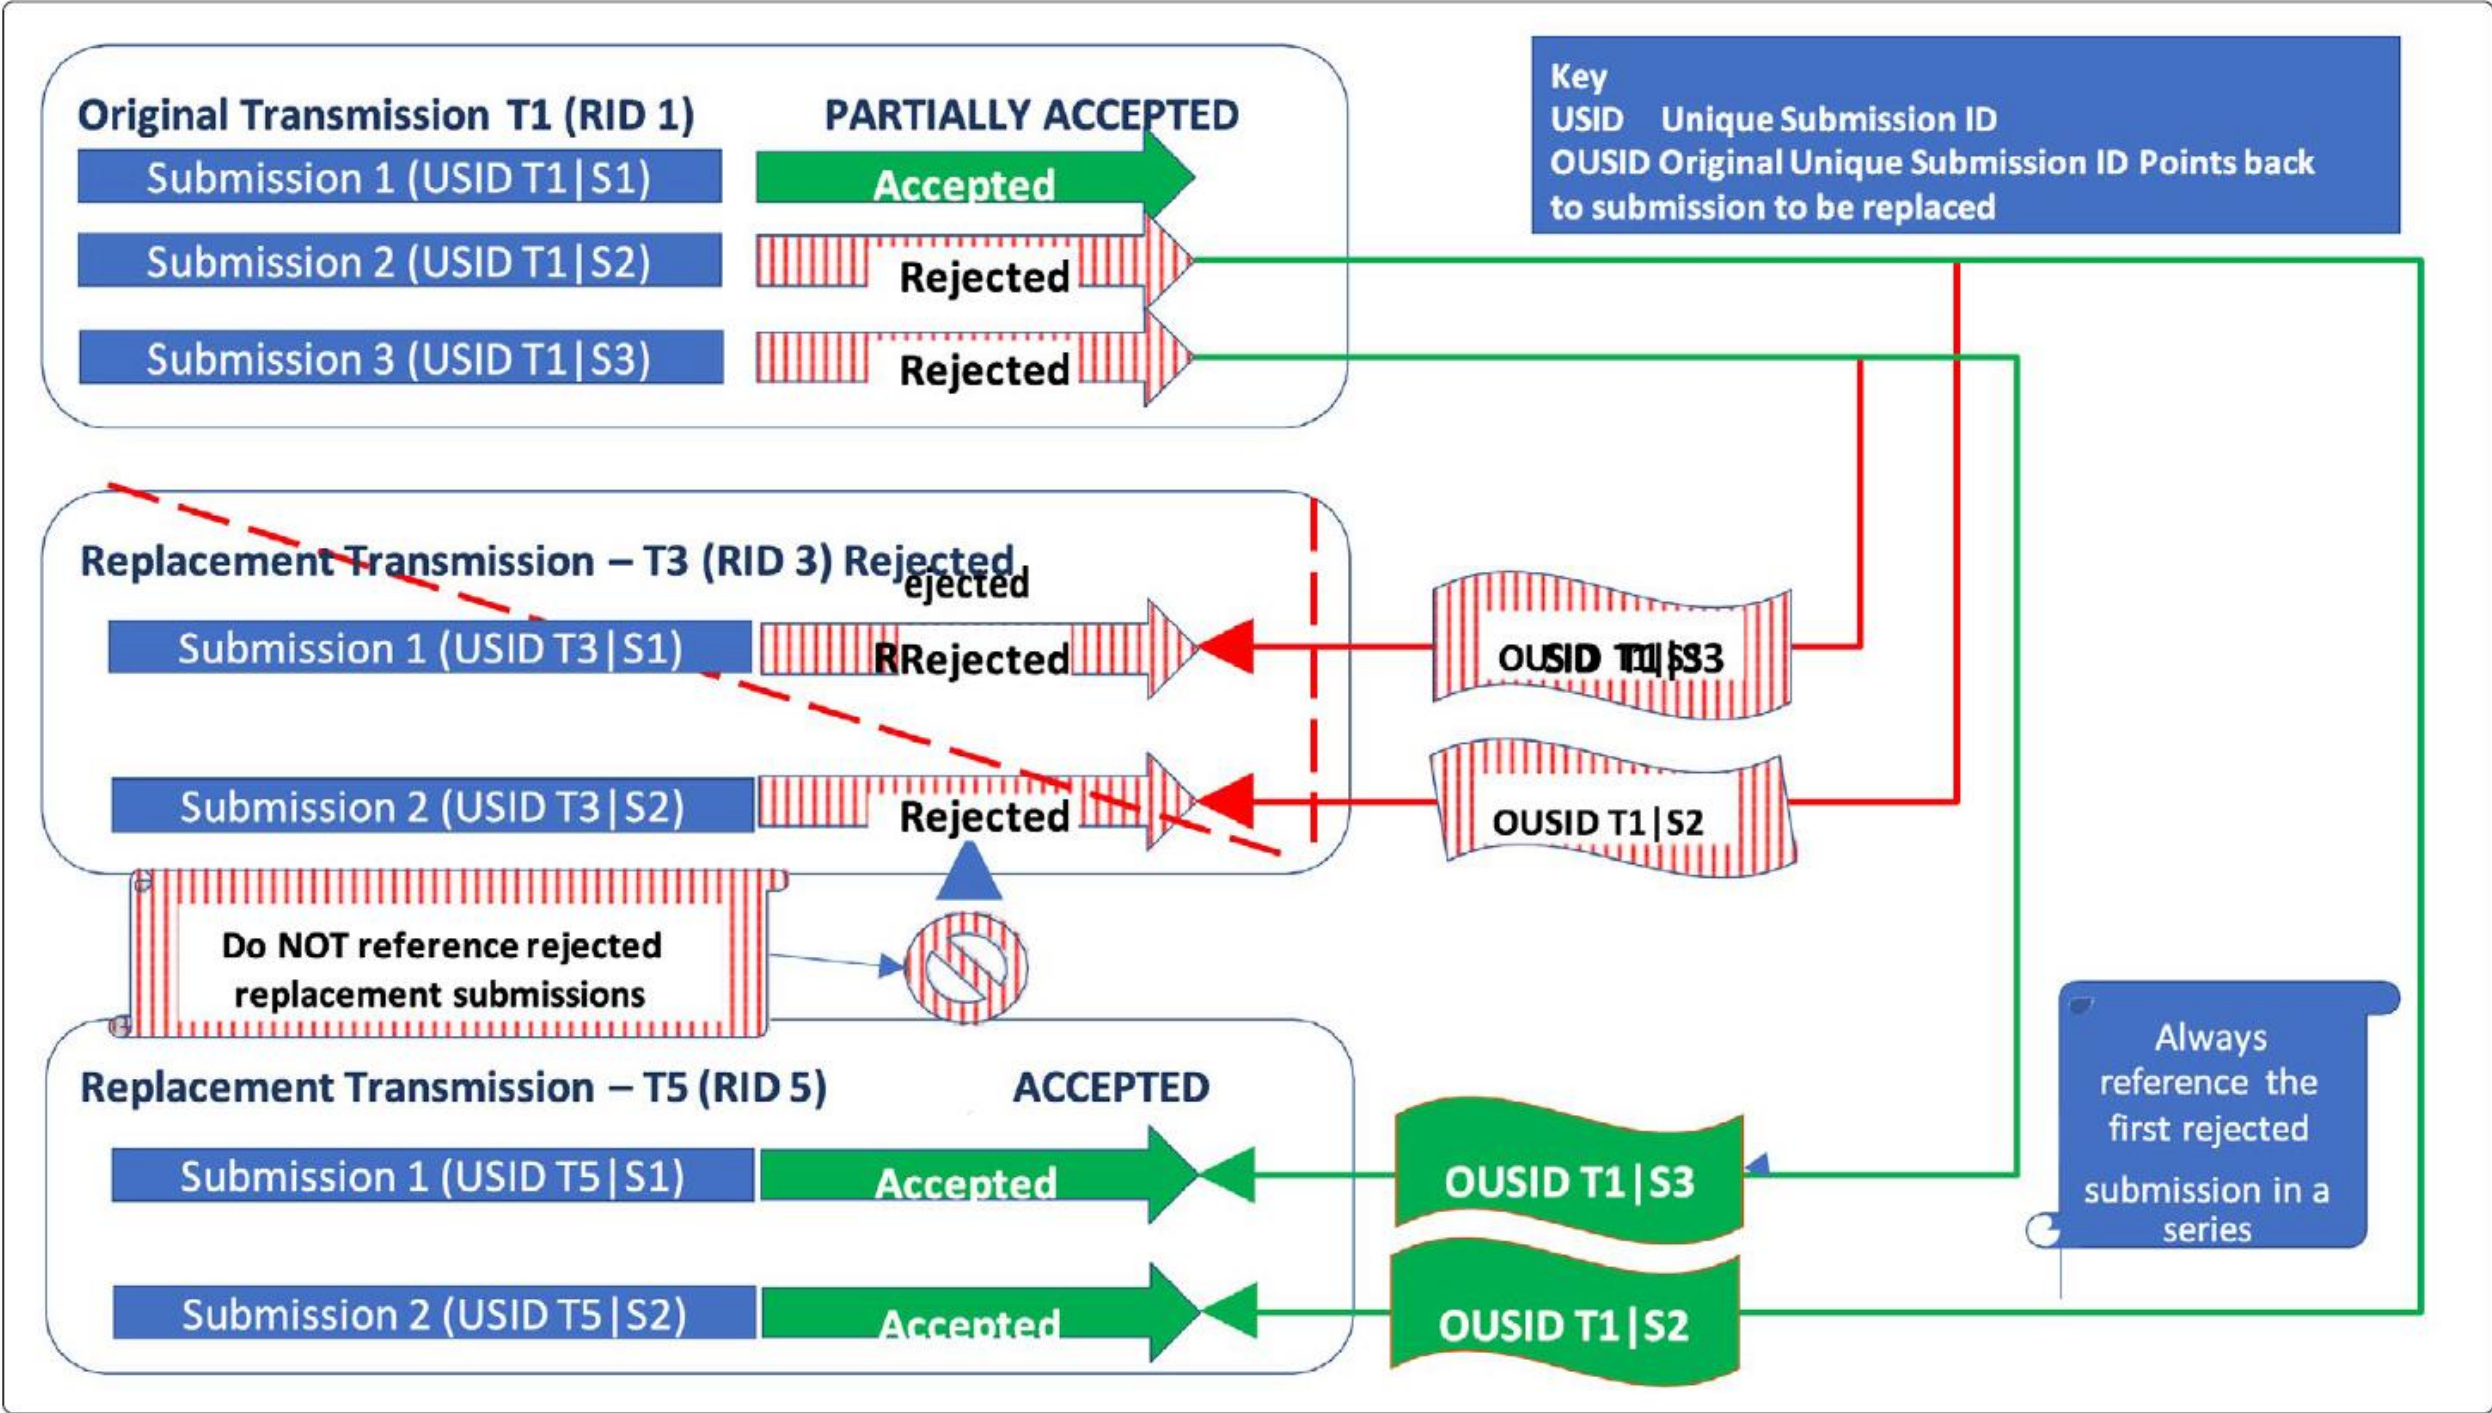 Original Transmission T1 (RID 1) PARTIALLY ACCEPTED
Submission 1 (USID T1|S1) Accepted
Submission 2 (USID T1|S2) Rejected
Submission 3 (USID T1|S3) Rejected
Key
USID Unique Submission ID
OUSID Original Unique Submission ID Points back
to submission to be replaced
Replacement Transmission – T3 (RID 3) Rejected
ejected
Submission 1 (USID T3|S1) RRejected
Submission 2 (USID T3|S2) Rejected
OUSID T1|S2
Do NOT reference rejected
replacement submissions
Replacement Transmission – T5 (RID 5) ACCEPTED
Submission 1 (USID T5|S1) Accepted OUSID T1|S3
Submission 2 (USID T5|S2) Accepted OUSID T1|S2
Always
reference the
first rejected
submission in a
series